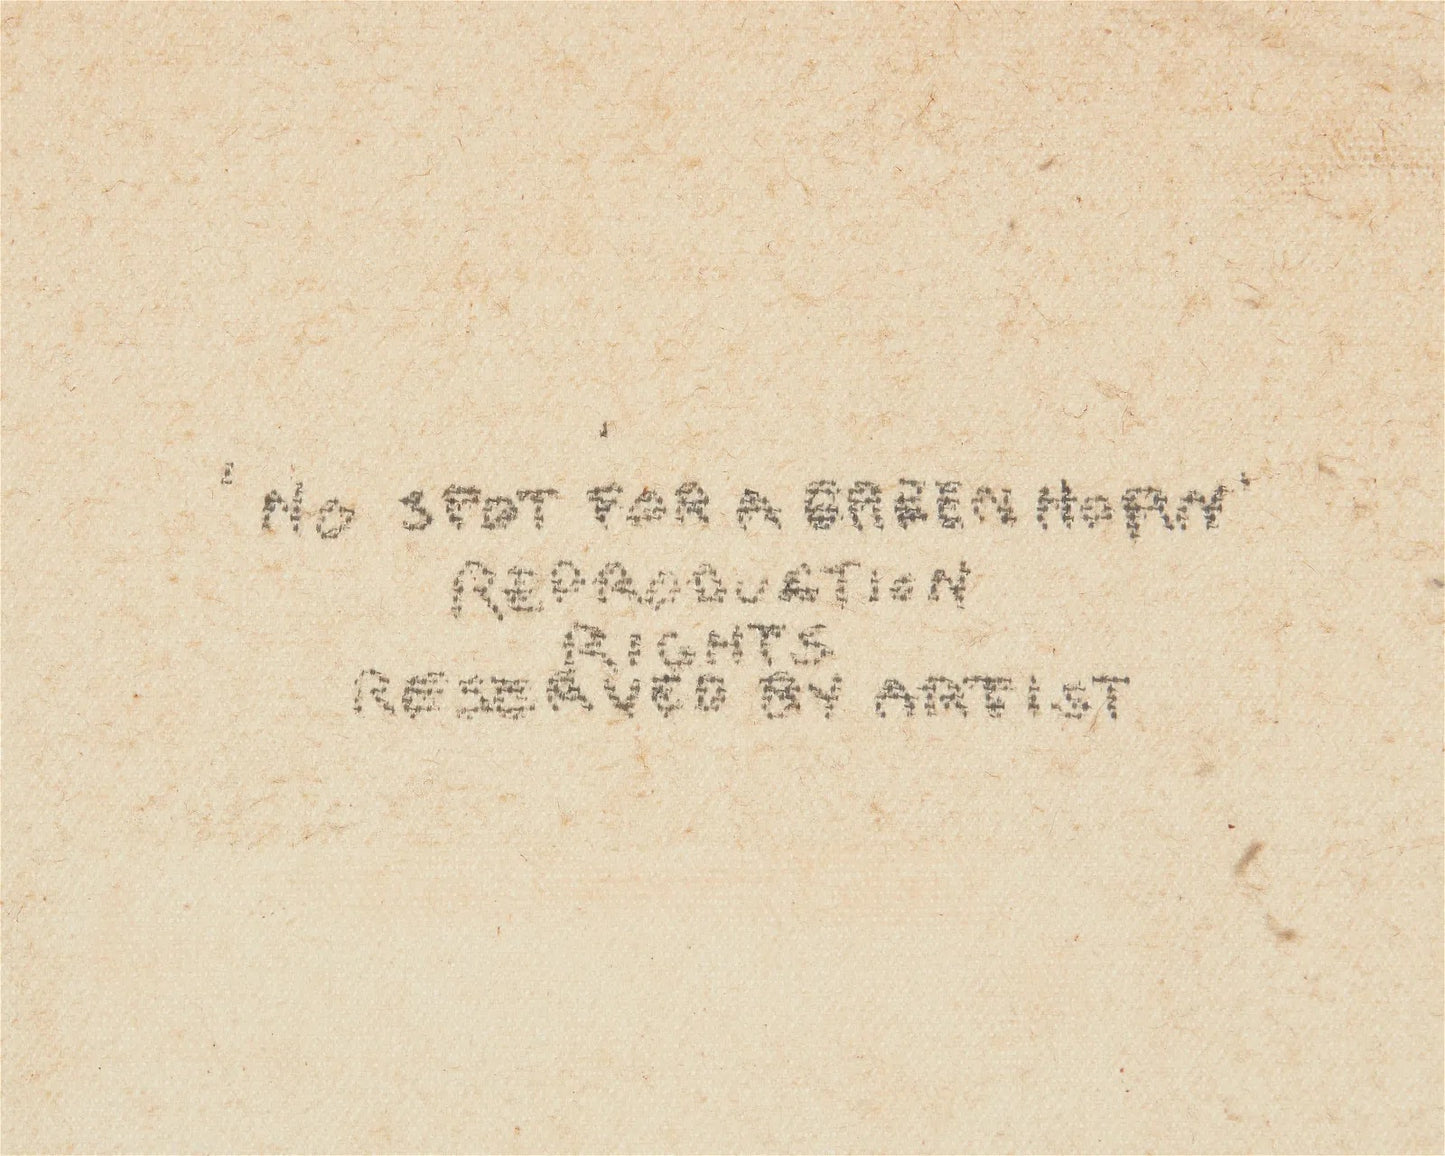 'NO SPOT FOR A GREEN HORN'
REPRODUCTION
RIGHTS
RESERVED BY ARTIST